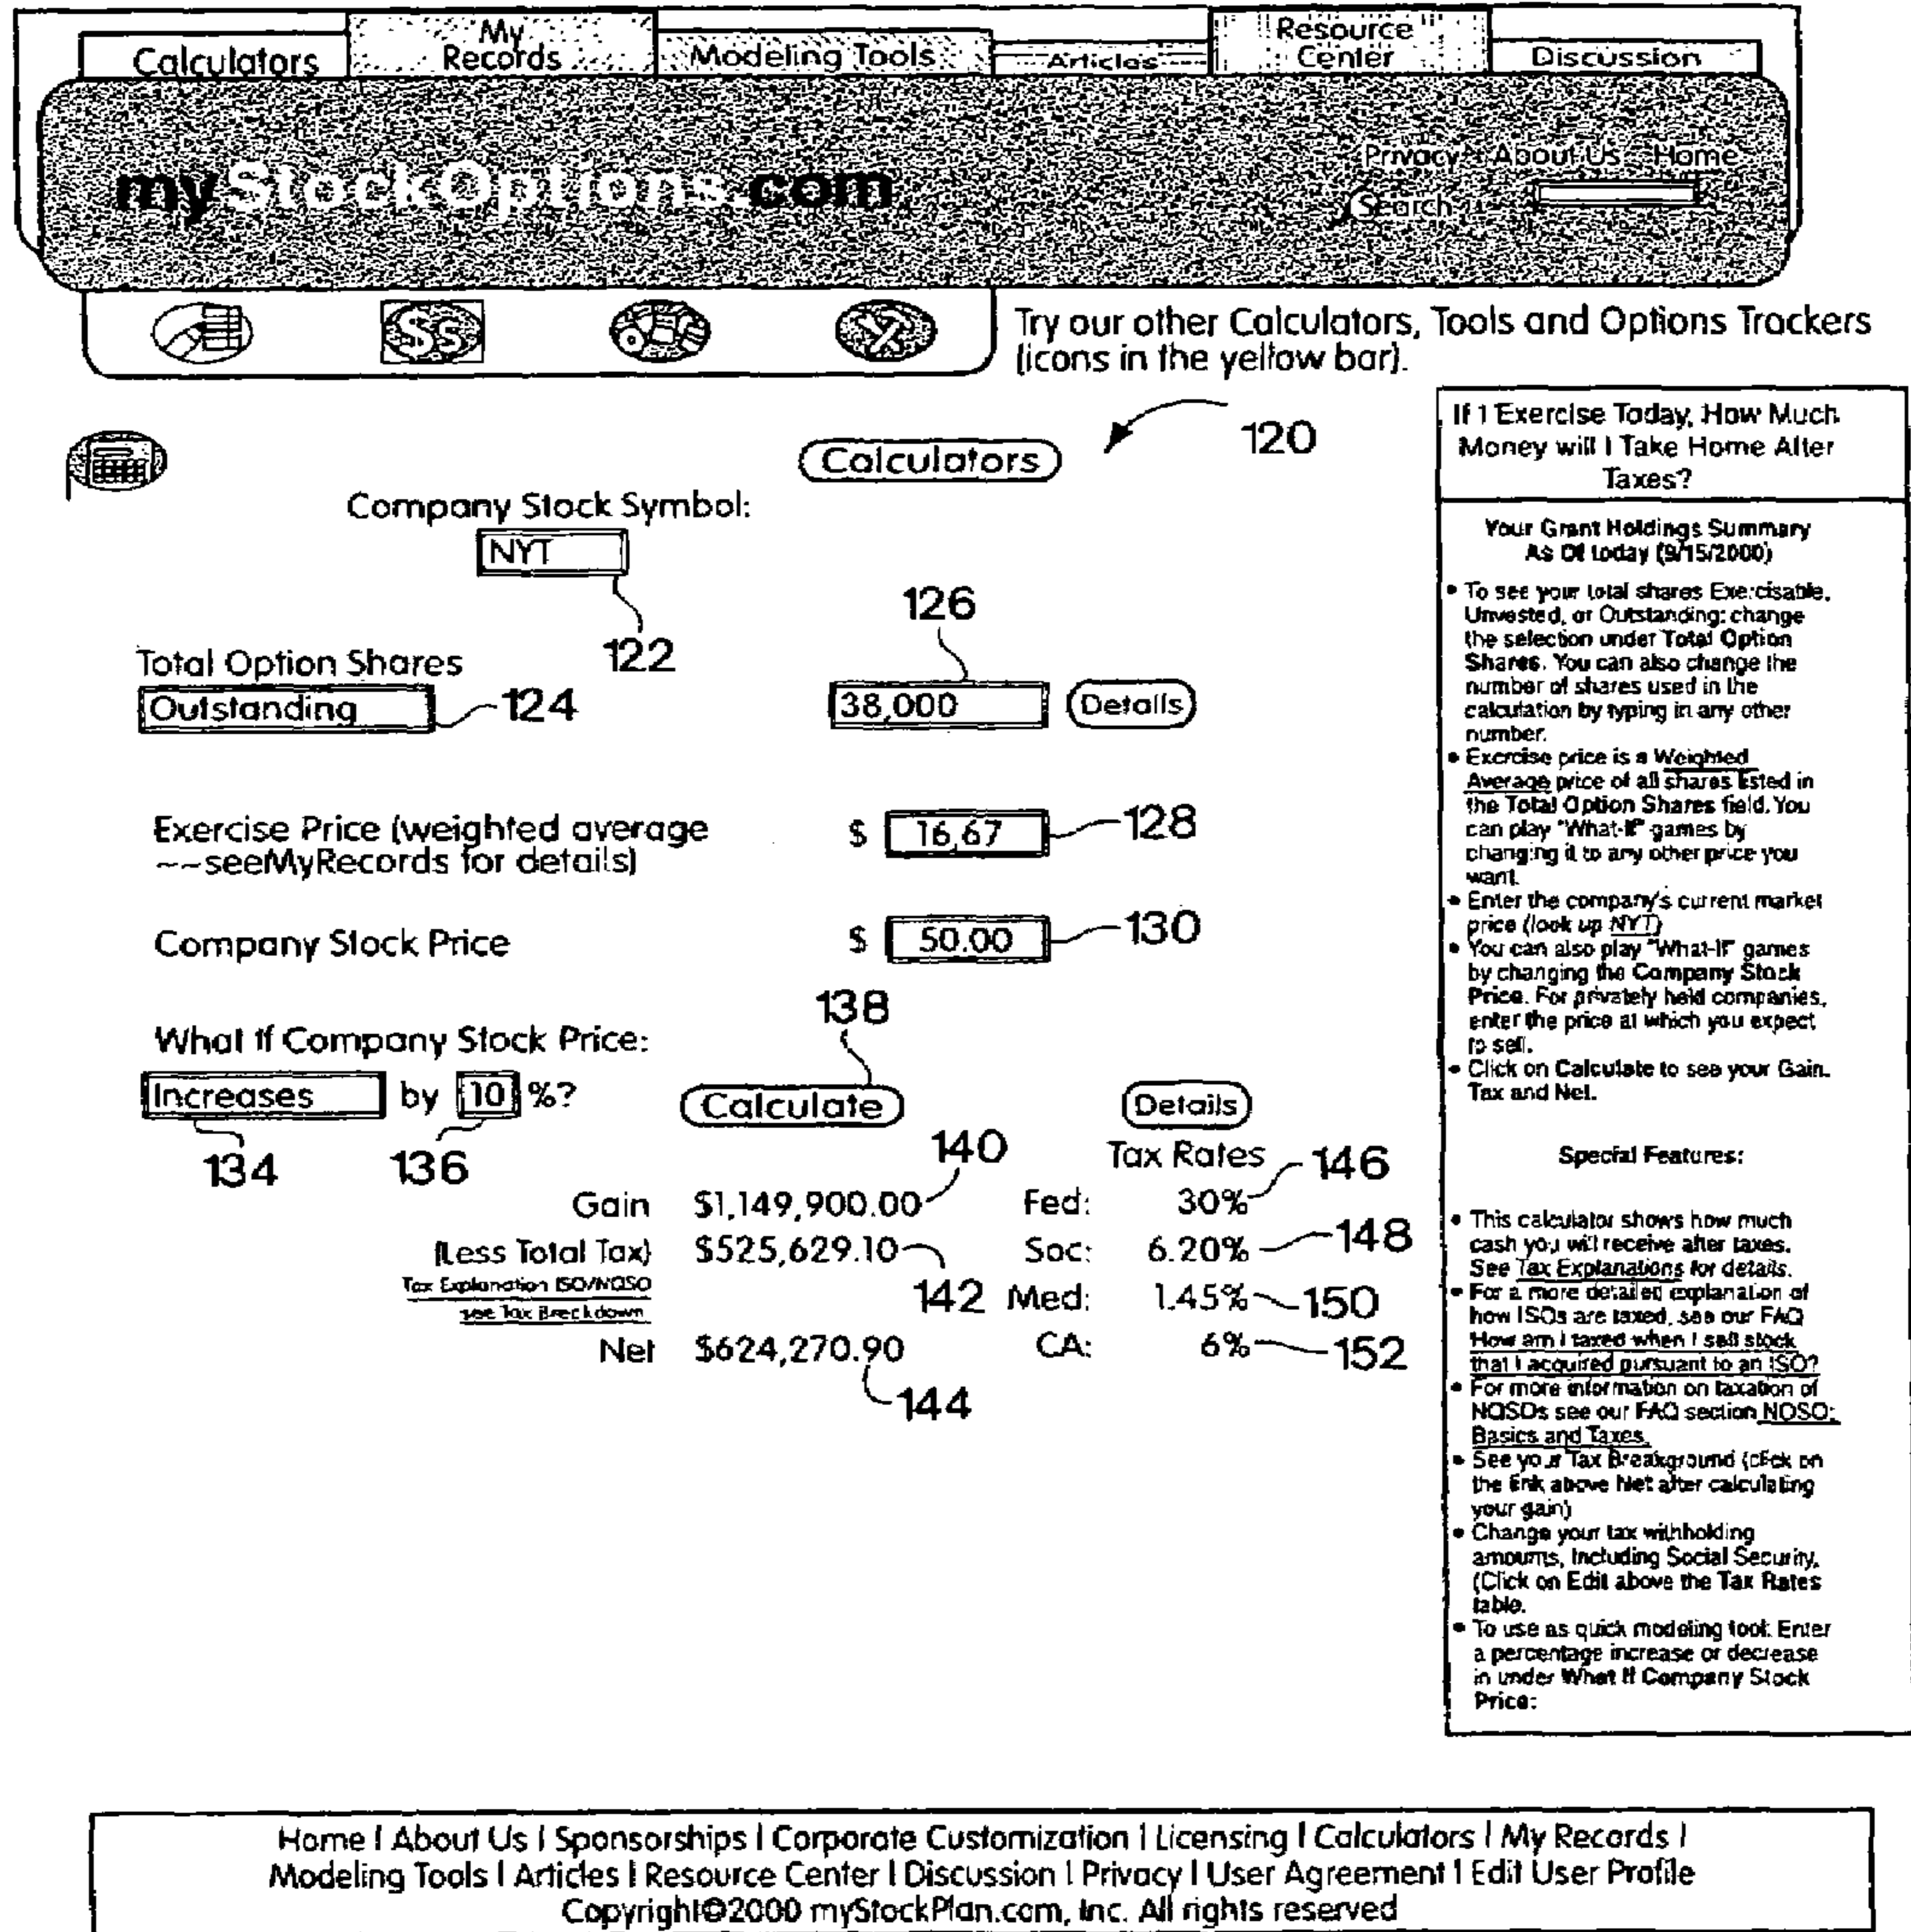 Calculators
My
Records
Modeling Tools
Articles
Resource
Center
Discussion
myStockOptions.com
Privacy About Us Home
Search
$s
Try our other Calculators, Tools and Options Trackers
(icons in the yellow bar).
120
Calculators
Company Stock Symbol:
NYT
122
126
Total Option Shares
Outstanding
124
38,000
Details
Exercise Price (weighted average
~~seeMyRecords for details)
$ 16,67
128
Company Stock Price
$ 50.00
130
138
What if Company Stock Price:
Increases by 10 %?
Calculate
Details
134
136
140
Tax Rates
146
Gain $1,149,900.00 Fed: 30%
(Less Total Tax) $525,629.10 Soc: 6.20%
148
Tax Explanation ISO/NQSO
see Tax Breckdown
142
Med: 1.45%
150
Net $624,270.90 CA: 6%
152
144
If I Exercise Today, How Much
Money will I Take Home After
Taxes?
Your Grant Holdings Summary
As Of today (9/15/2000)
• To see your total shares Exercisable,
Unvested, or Outstanding: change
the selection under Total Option
Shares. You can also change the
number of shares used in the
calculation by typing in any other
number.
• Exercise price is a Weighted
Average price of all shares listed in
the Total Option Shares field. You
can play "What-If" games by
changing it to any other price you
want.
• Enter the company's current market
price (look up NYT)
• You can also play "What-If" games
by changing the Company Stock
Price. For privately held companies,
enter the price at which you expect
to sell.
• Click on Calculate to see your Gain.
Tax and Net.
Special Features:
• This calculator shows how much
cash you will receive after taxes.
See Tax Explanations for details.
• For a more detailed explanation of
how ISOs are taxed, see our FAQ
How am I taxed when I sell stock
that I acquired pursuant to an ISO?
• For more information on taxation of
NQSOs see our FAQ section NQSO:
Basics and Taxes.
• See your Tax Breakground (click on
the link above Net after calculating
your gain)
• Change your tax withholding
amounts, Including Social Security,
(Click on Edit above the Tax Rates
table.
• To use as quick modeling tool: Enter
a percentage increase or decrease
in under What If Company Stock
Price:
Home | About Us | Sponsorships | Corporate Customization | Licensing | Calculators | My Records |
Modeling Tools | Articles | Resource Center | Discussion | Privacy | User Agreement | Edit User Profile
Copyright©2000 myStockPlan.com, Inc. All rights reserved